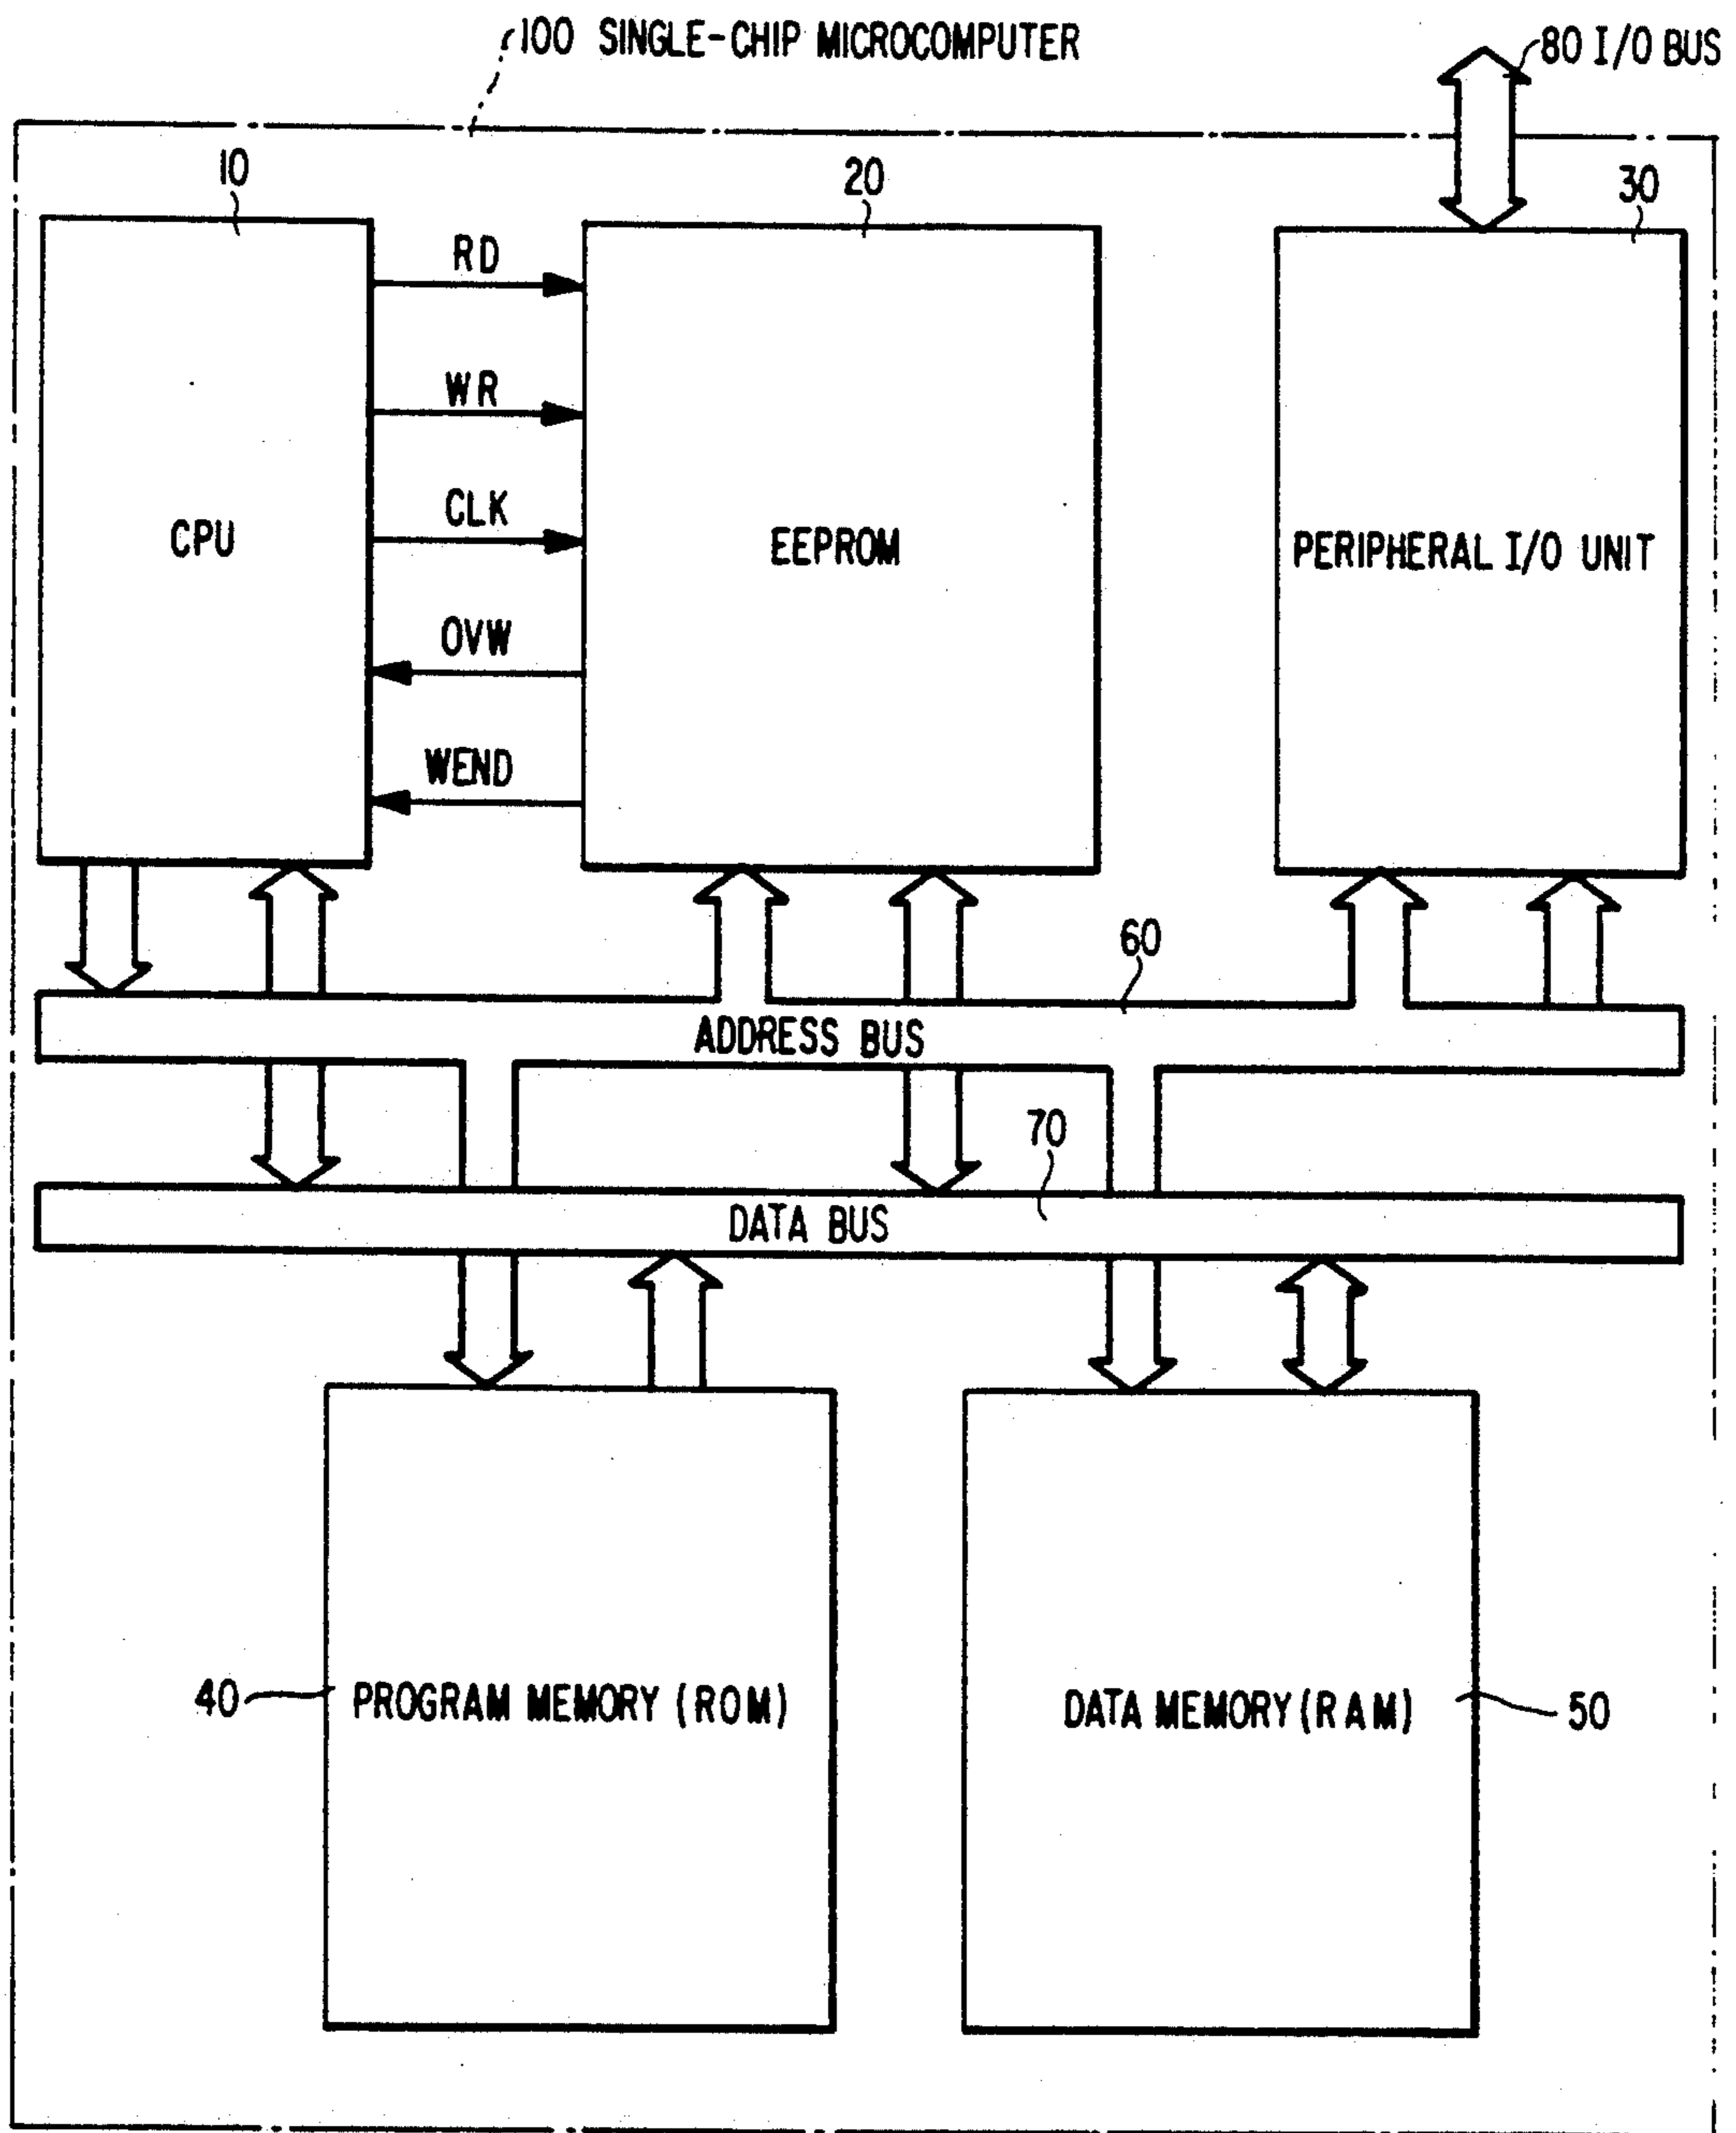 100 SINGLE-CHIP MICROCOMPUTER
80 I/O BUS
10
20
30
RD
WR
CLK
OVW
WEND
CPU
EEPROM
PERIPHERAL I/O UNIT
60
ADDRESS BUS
70
DATA BUS
40
PROGRAM MEMORY (ROM)
DATA MEMORY (RAM)
50